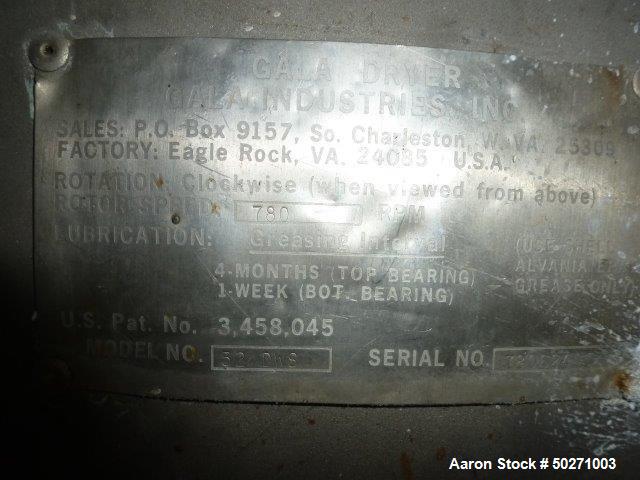 GALA DRYER
GALA INDUSTRIES, INC
SALES: P.O. Box 9157, So. Charleston, W. VA. 25309
FACTORY: Eagle Rock, VA. 24085 U.S.A.
ROTATION: Clockwise (when viewed from above)
ROTOR SPEED: 780 RPM
LUBRICATION: Greasing Interval (USE SHELL
4-MONTHS (TOP BEARING) ALVANIA
1-WEEK (BOT. BEARING) GREASE ONLY)
U.S. Pat. No. 3,458,045
MODEL NO. SERIAL NO.
Aaron Stock # 50271003